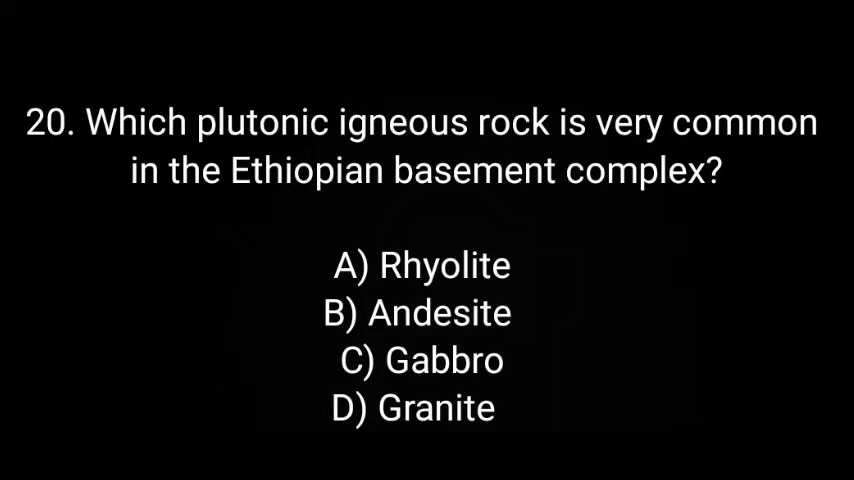 20. Which plutonic igneous rock is very common
in the Ethiopian basement complex?
A) Rhyolite
B) Andesite
C) Gabbro
D) Granite